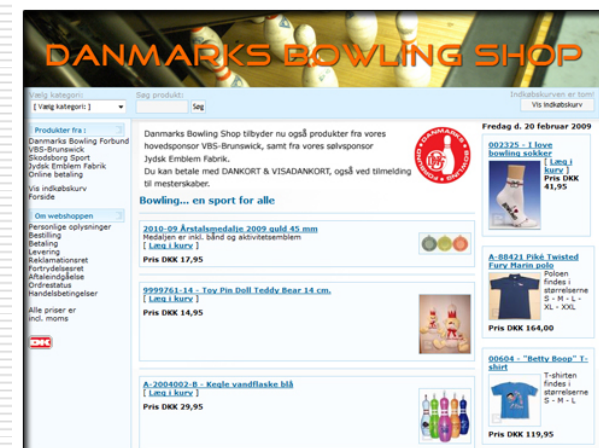 DANMARKS BOWLING SHOP
Vælg kategori:
[ Vælg kategori: ]
Søg produkt:
Søg
Indkøbskurven er tom!
Vis Indkøbskurv
Produkter fra :
Danmarks Bowling Forbund
VBS-Brunswick
Skodsborg Sport
Jydsk Emblem Fabrik
Online betaling
Vis indkøbskurv
Forside
Om webshoppen
Personlige oplysninger
Bestilling
Betaling
Levering
Reklamationsret
Fortrydelsesret
Aftaleindgåelse
Ordrestatus
Handelsbetingelser
Alle priser er
incl. moms
DK
Danmarks Bowling Shop tilbyder nu også produkter fra vores
hovedsponsor VBS-Brunswick, samt fra vores sølvsponsor
Jydsk Emblem Fabrik.
Du kan betale med DANKORT & VISADANKORT, også ved tilmelding
til mesterskaber.
DANMARKS BOWLING FORBUND
Bowling... en sport for alle
2010-09 Årstalsmedalje 2009 guld 45 mm
Medaljen er inkl. bånd og aktivitetsemblem
[ Læg i kurv ]
Pris DKK 17,95
9999761-14 - Toy Pin Doll Teddy Bear 14 cm.
[ Læg i kurv ]
Pris DKK 14,95
A-2004002-B - Kegle vandflaske blå
[ Læg i kurv ]
Pris DKK 29,95
Fredag d. 20 februar 2009
002325 - I love
bowling sokker
[ Læg i
kurv ]
Pris DKK
41,95
A-88421 Piké Twisted
Fury Marin polo
Poloen
findes i
størrelserne
S - M - L -
XL - XXL
Pris DKK 164,00
00604 - "Betty Boop" T-
shirt
T-shirten
findes i
størrelserne
S - M - L
Pris DKK 119,95